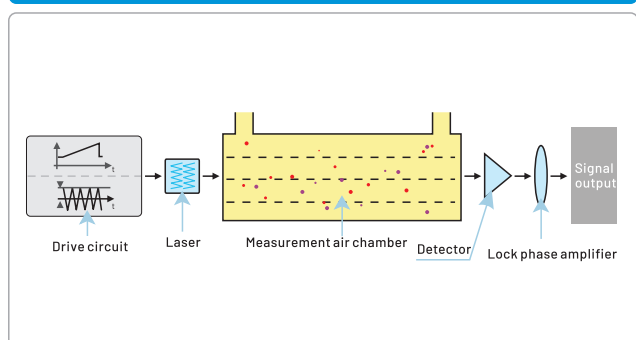 t
t
Signal
output
Drive circuit
Laser
Measurement air chamber
Detector
Lock phase amplifier